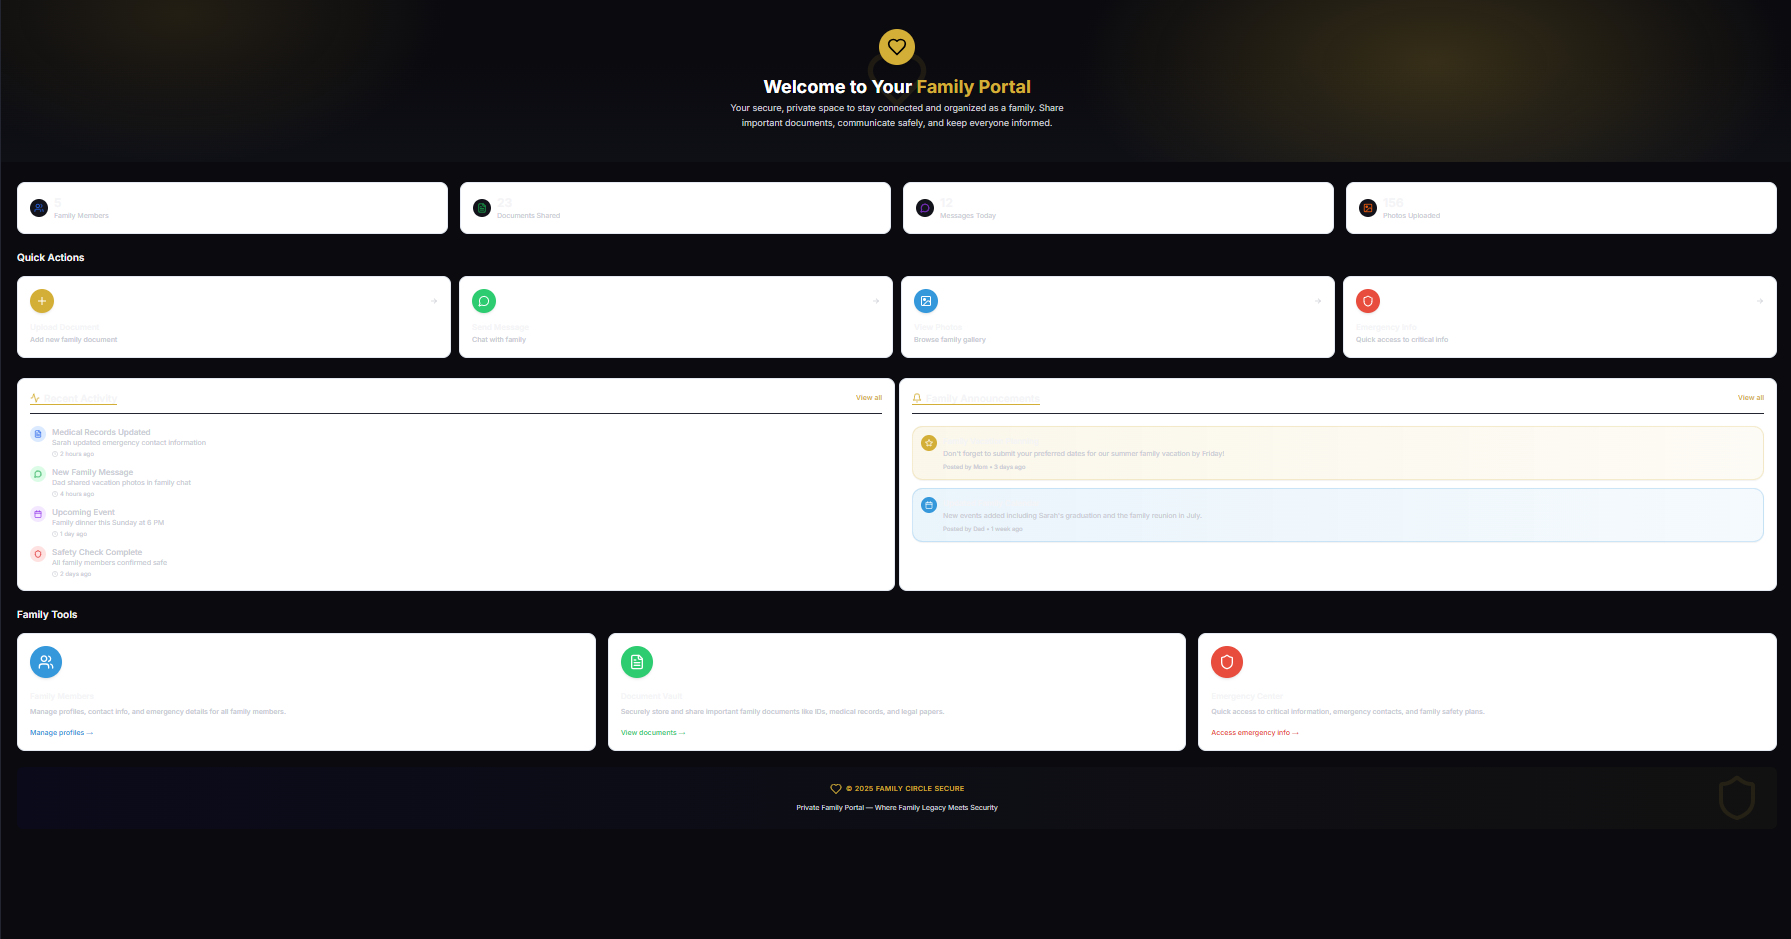 Welcome to Your Family Portal
Your secure, private space to stay connected and organized as a family. Share
important documents, communicate safely, and keep everyone informed.
5
Family Members
23
Documents Shared
12
Messages Today
156
Photos Uploaded
Quick Actions
Upload Document
Add new family document
Send Message
Chat with family
View Photos
Browse family gallery
Emergency Info
Quick access to critical info
Recent Activity
View all
Medical Records Updated
Sarah updated emergency contact information
2 hours ago
New Family Message
Dad shared vacation photos in family chat
4 hours ago
Upcoming Event
Family dinner this Sunday at 6 PM
1 day ago
Safety Check Complete
All family members confirmed safe
2 days ago
Family Announcements
View all
Don't forget to submit your preferred dates for our summer family vacation by Friday!
Posted by Mom • 3 days ago
New events added including Sarah's graduation and the family reunion in July.
Posted by Dad • 1 week ago
Family Tools
Family Members
Manage profiles, contact info, and emergency details for all family members.
Manage profiles →
Document Vault
Securely store and share important family documents like IDs, medical records, and legal papers.
View documents →
Emergency Center
Quick access to critical information, emergency contacts, and family safety plans.
Access emergency info →
© 2025 FAMILY CIRCLE SECURE
Private Family Portal — Where Family Legacy Meets Security